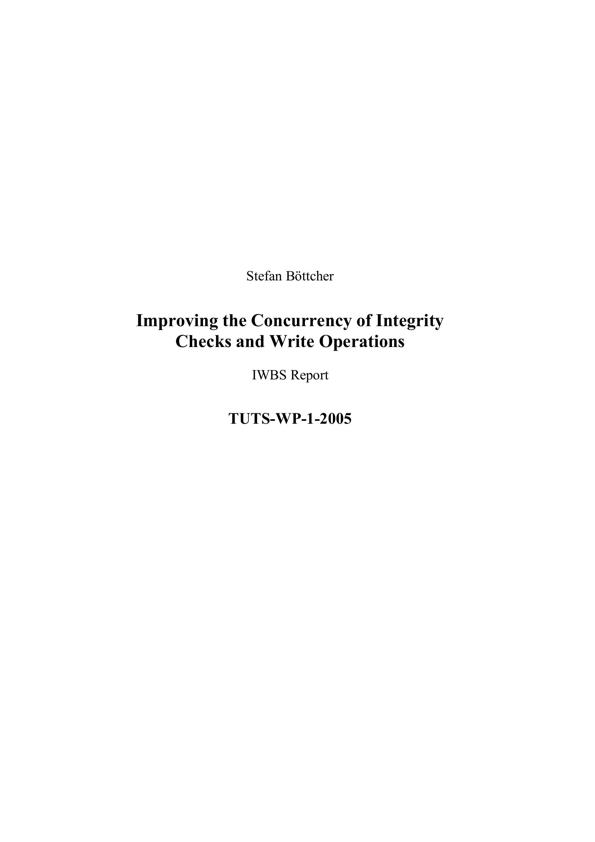 Stefan Böttcher
Improving the Concurrency of Integrity
Checks and Write Operations
IWBS Report
TUTS-WP-1-2005